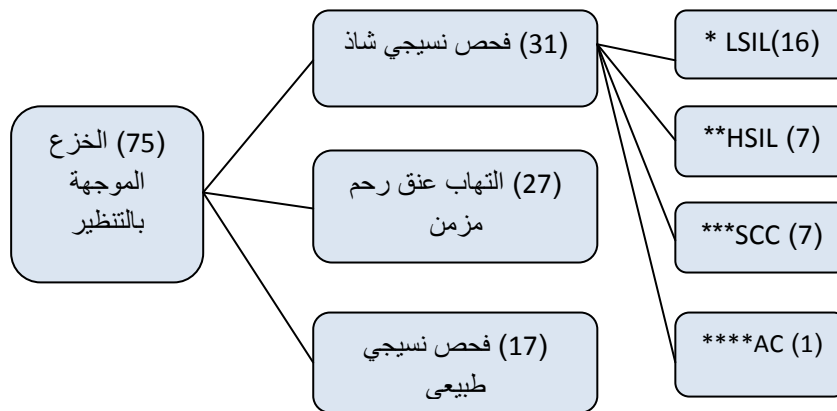 (75) الخزع
الموجهة
بالتنظير
(31) فحص نسيجي شاذ
(27) التهاب عنق رحم
مزمن
(17) فحص نسيجي
طبيعي
* LSIL(16)
**HSIL (7)
***SCC (7)
****AC (1)